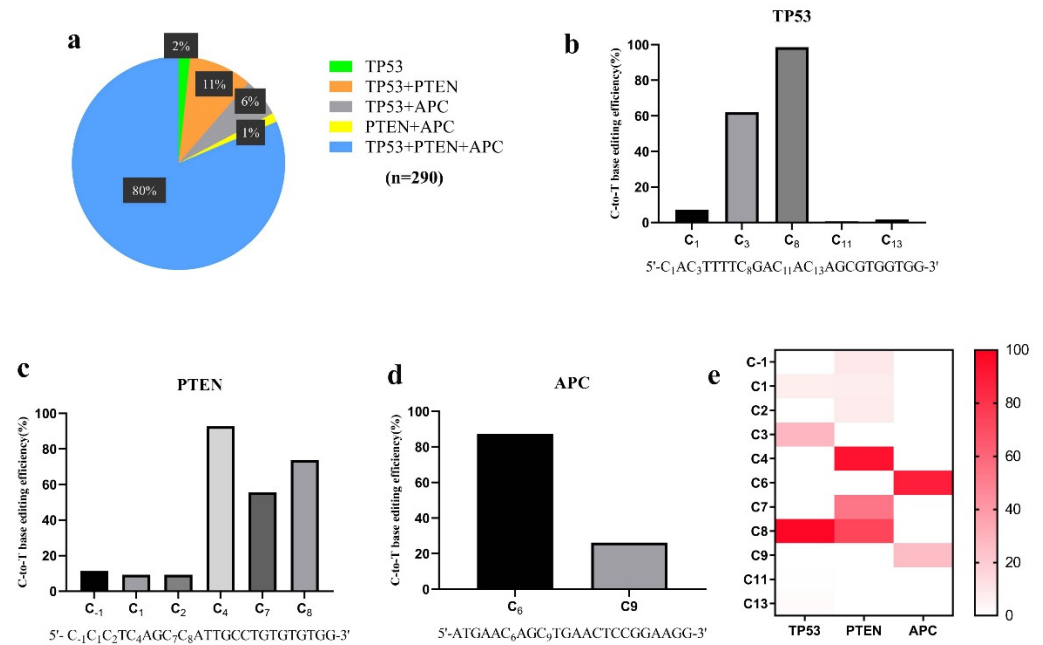 a
2%
11%
6%
1%
80%
TP53
TP53+PTEN
TP53+APC
PTEN+APC
TP53+PTEN+APC
(n=290)
b
TP53
C-to-T base editing efficiency(%)
100
80
60
40
20
0
C1 C3 C8 C11 C13
5'-C1AC3TTTTC8GAC11AC13AGCGTGGTGG-3'
c
PTEN
C-to-T base editing efficiency(%)
100
80
60
40
20
0
C-1 C1 C2 C4 C7 C8
5'- C-1C1C2TC4AGC7C8ATTGCCTGTGTGTGG-3'
d
APC
C-to-T base editing efficiency(%)
100
80
60
40
20
0
C6 C9
5'-ATGAAC6AGC9TGAACTCCGGAAGG-3'
e
C-1
C1
C2
C3
C4
C6
C7
C8
C9
C11
C13
TP53 PTEN APC
100
80
60
40
20
0